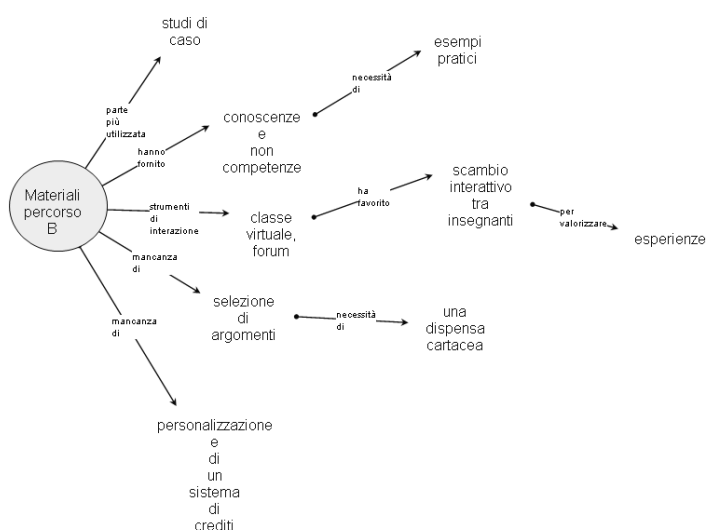 studi di
caso
esempi
pratici
necessità
di
parte
più
utilizzata
conoscenze
e
non
competenze
hanno
fornito
Materiali
percorso
B
scambio
interattivo
tra
insegnanti
ha
favorito
strumenti
di
interazione
classe
virtuale,
forum
per
valorizzare
esperienze
mancanza
di
selezione
di
argomenti
necessità
di
una
dispensa
cartacea
mancanza
di
personalizzazione
e
di
un
sistema
di
crediti